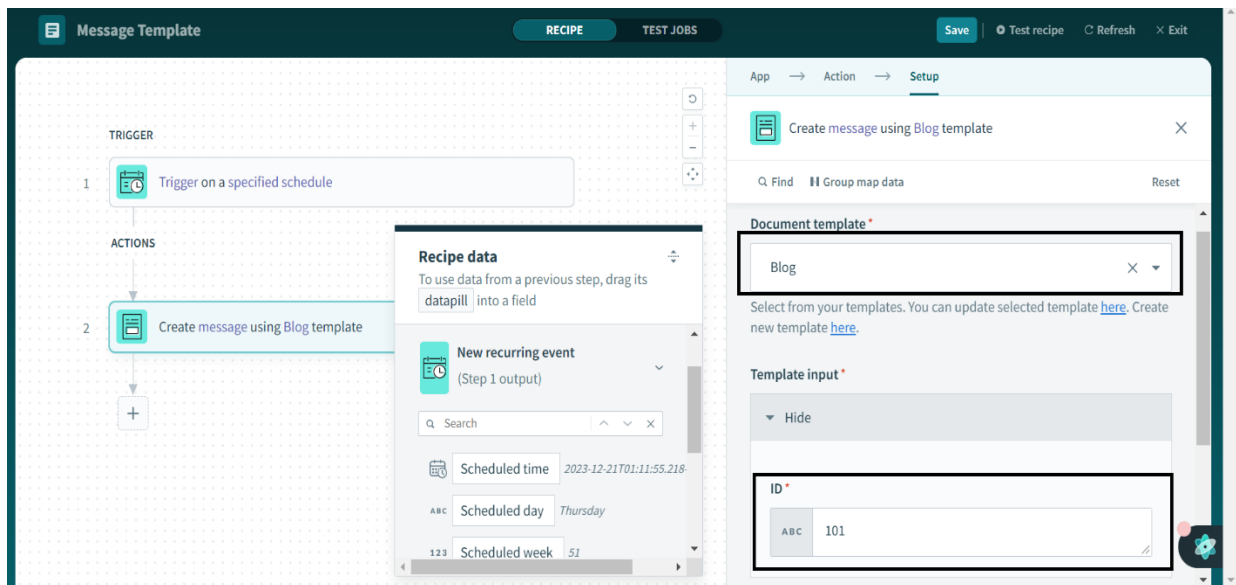 Message Template
RECIPE
TEST JOBS
Save
Test recipe
Refresh
Exit
TRIGGER
1
Trigger on a specified schedule
ACTIONS
2
Create message using Blog template
Recipe data
To use data from a previous step, drag its
datapill into a field
New recurring event
(Step 1 output)
Search
Scheduled time 2023-12-21T01:11:55.218-
ABC Scheduled day Thursday
123 Scheduled week 51
App → Action → Setup
Create message using Blog template
Find
Group map data
Reset
Document template*
Blog
Select from your templates. You can update selected template here. Create
new template here.
Template input*
Hide
ID*
ABC 101